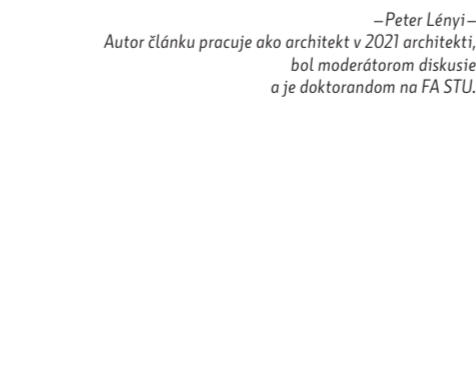 –Peter Lényi–
Autor článku pracuje ako architekt v 2021 architekti,
bol moderátorom diskusie
a je doktorandom na FA STU.